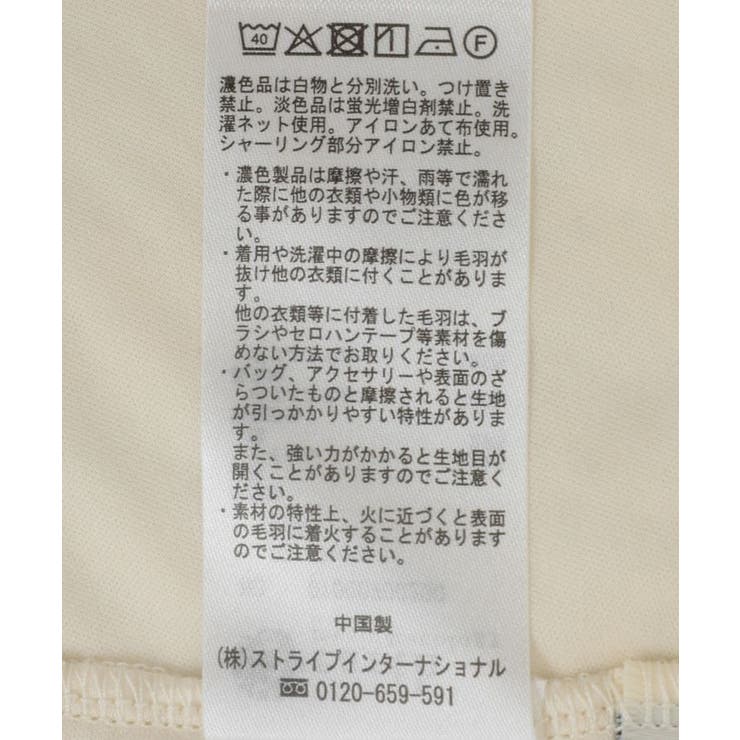 40 F
濃色品は白物と分別洗い。つけ置き
禁止。淡色品は蛍光増白剤禁止。洗
濯ネット使用。アイロンあて布使用。
シャーリング部分アイロン禁止。
・濃色製品は摩擦や汗、雨等で濡れ
た際に他の衣類や小物類に色が移
る事がありますのでご注意くださ
い。
・着用や洗濯中の摩擦により毛羽が
抜け他の衣類に付くことがありま
す。
他の衣類等に付着した毛羽は、ブ
ラシやセロハンテープ等素材を傷
めない方法でお取りください。
・バッグ、アクセサリーや表面のざ
らついたものと摩擦されると生地
が引っかかりやすい特性がありま
す。
また、強い力がかかると生地目が
開くことがありますのでご注意く
ださい。
・素材の特性上、火に近づくと表面
の毛羽に着火することがあります
のでご注意ください。
中国製
(株)ストライプインターナショナル
0120-659-591